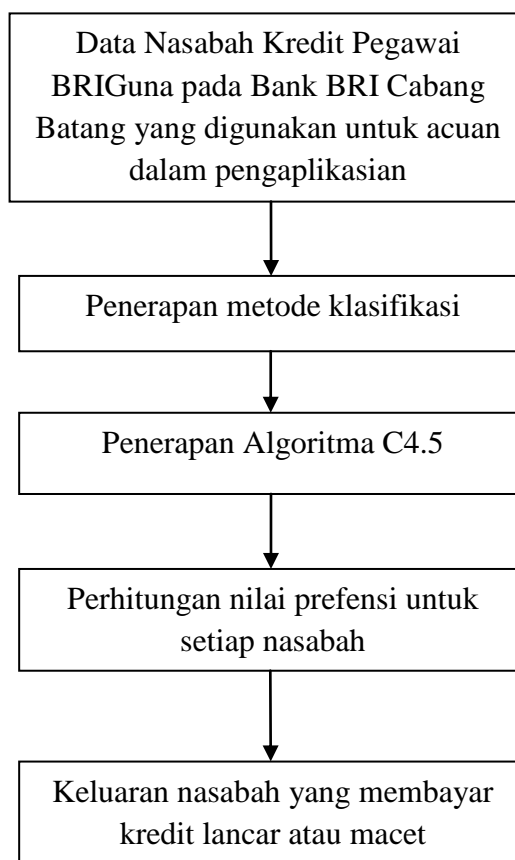 Data Nasabah Kredit Pegawai
BRIGuna pada Bank BRI Cabang
Batang yang digunakan untuk acuan
dalam pengaplikasian
Penerapan metode klasifikasi
Penerapan Algoritma C4.5
Perhitungan nilai prefensi untuk
setiap nasabah
Keluaran nasabah yang membayar
kredit lancar atau macet